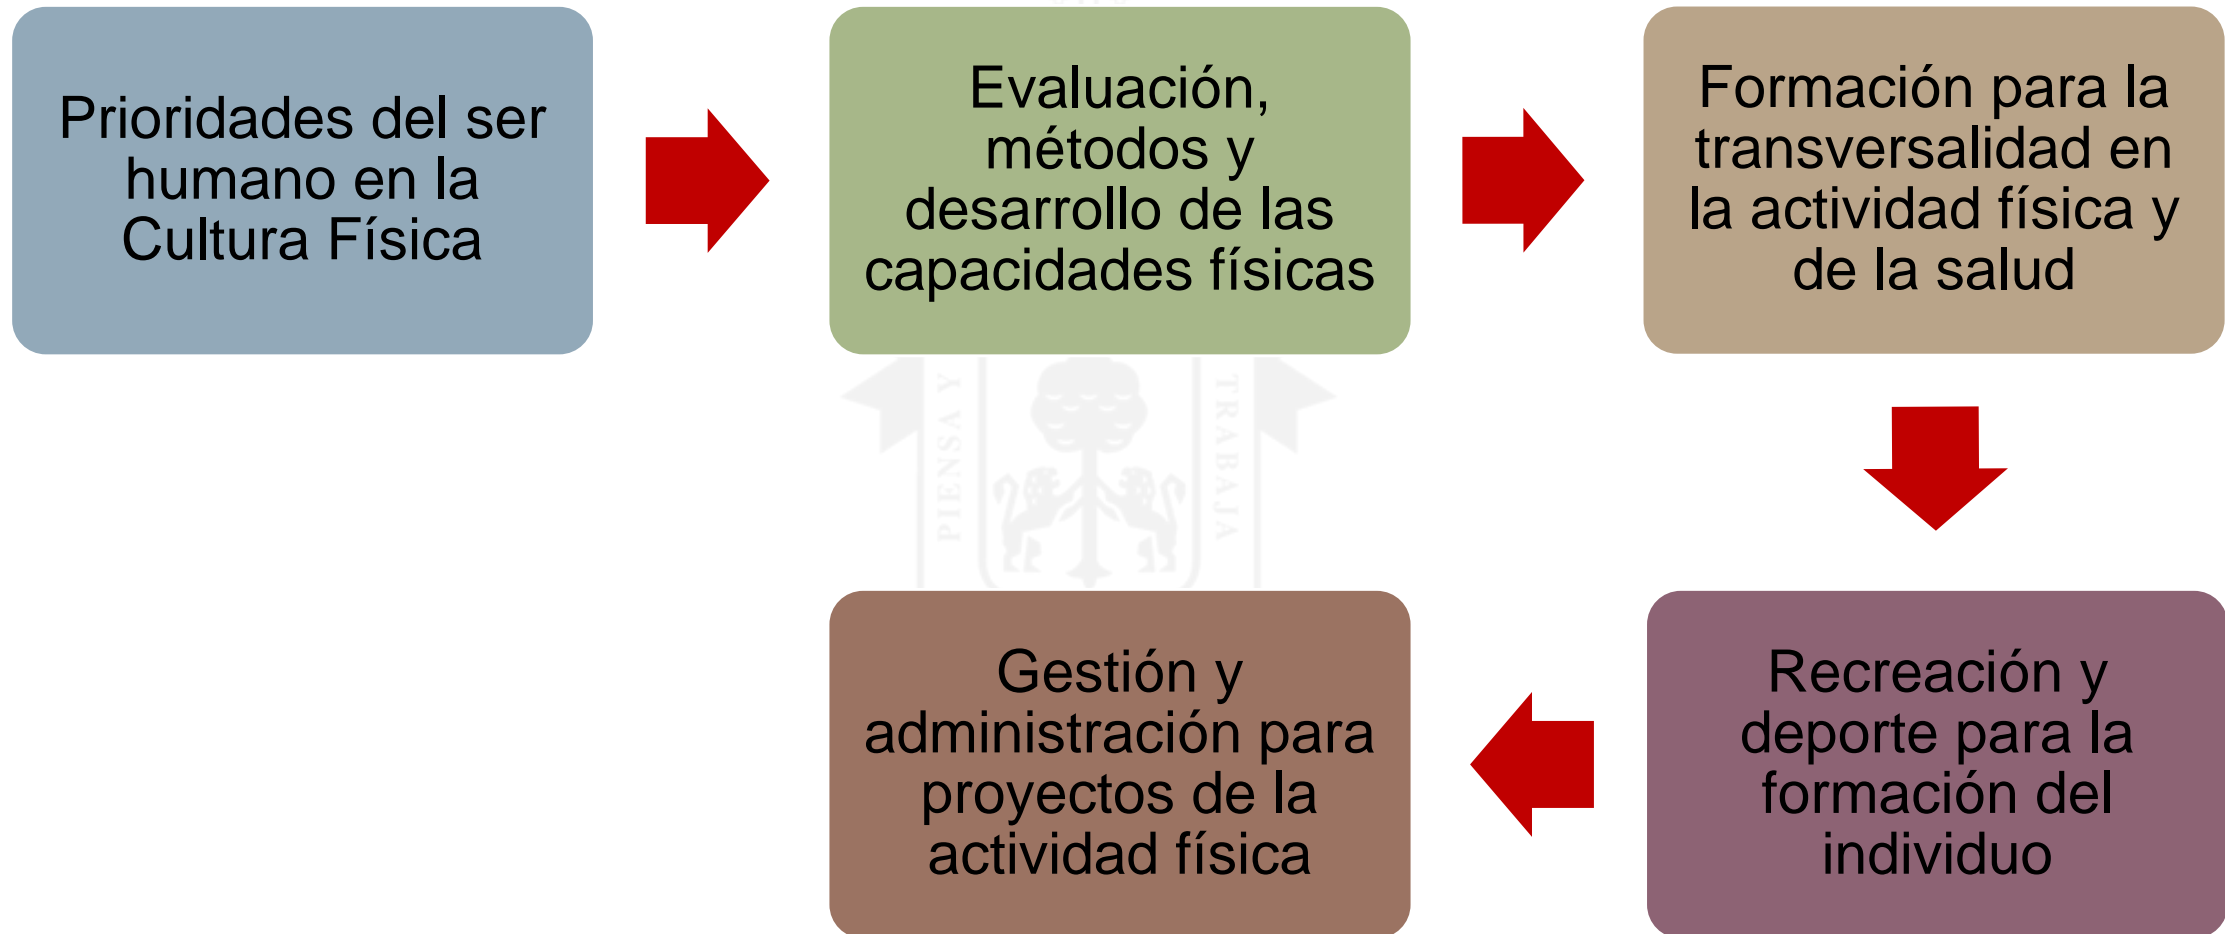 Prioridades del ser
humano en la
Cultura Física
Evaluación,
métodos y
desarrollo de las
capacidades físicas
Formación para la
transversalidad en
la actividad física y
de la salud
PIENSA Y
TRABAJA
Gestión y
administración para
proyectos de la
actividad física
Recreación y
deporte para la
formación del
individuo